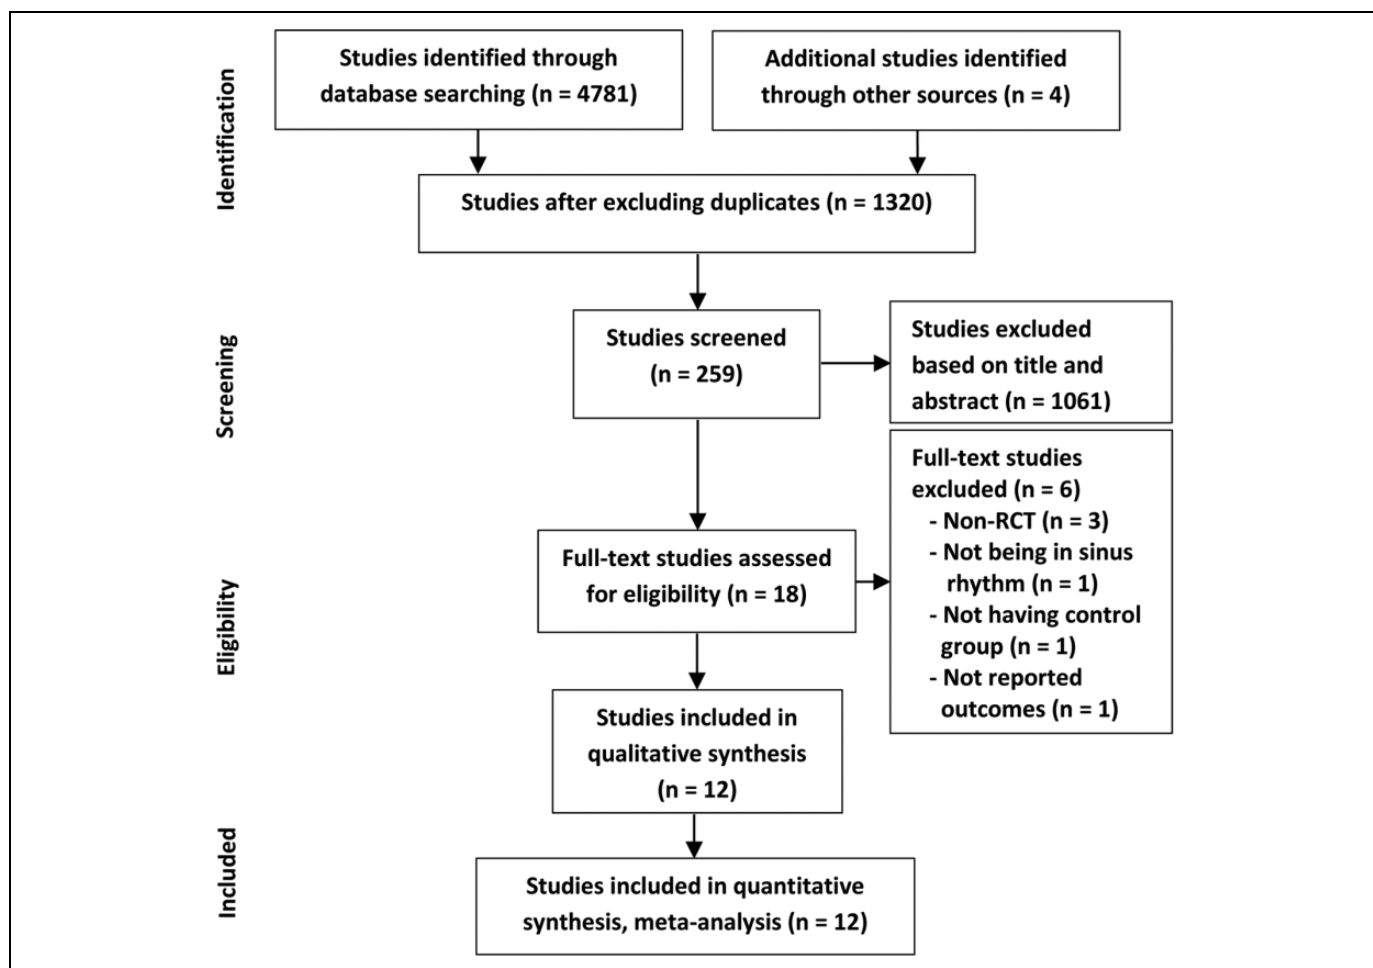 Identification
Studies identified through
database searching (n = 4781)
Additional studies identified
through other sources (n = 4)
Studies after excluding duplicates (n = 1320)
Screening
Studies screened
(n = 259)
Studies excluded
based on title and
abstract (n = 1061)
Eligibility
Full-text studies assessed
for eligibility (n = 18)
Full-text studies
excluded (n = 6)
- Non-RCT (n = 3)
- Not being in sinus
rhythm (n = 1)
- Not having control
group (n = 1)
- Not reported
outcomes (n = 1)
Included
Studies included in
qualitative synthesis
(n = 12)
Studies included in quantitative
synthesis, meta-analysis (n = 12)